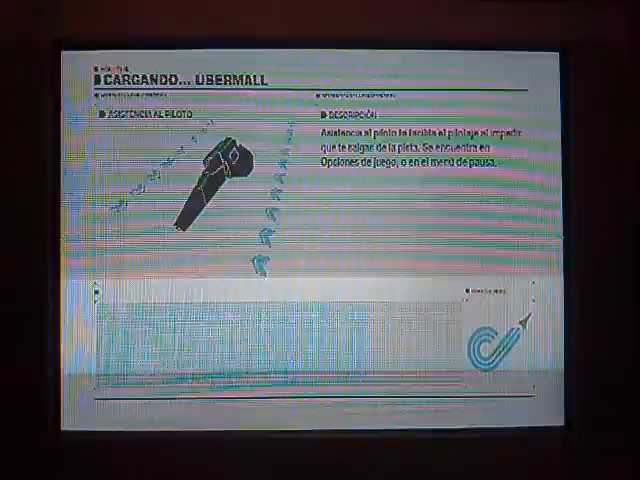 CARGANDO... UBERMALL
ASISTENCIA AL PILOTO
DESCRIPCIÓN
Asistencia al piloto te facilita el pilotaje al impedir
que te salgas de la pista. Se encuentra en
Opciones de juego, o en el menú de pausa.